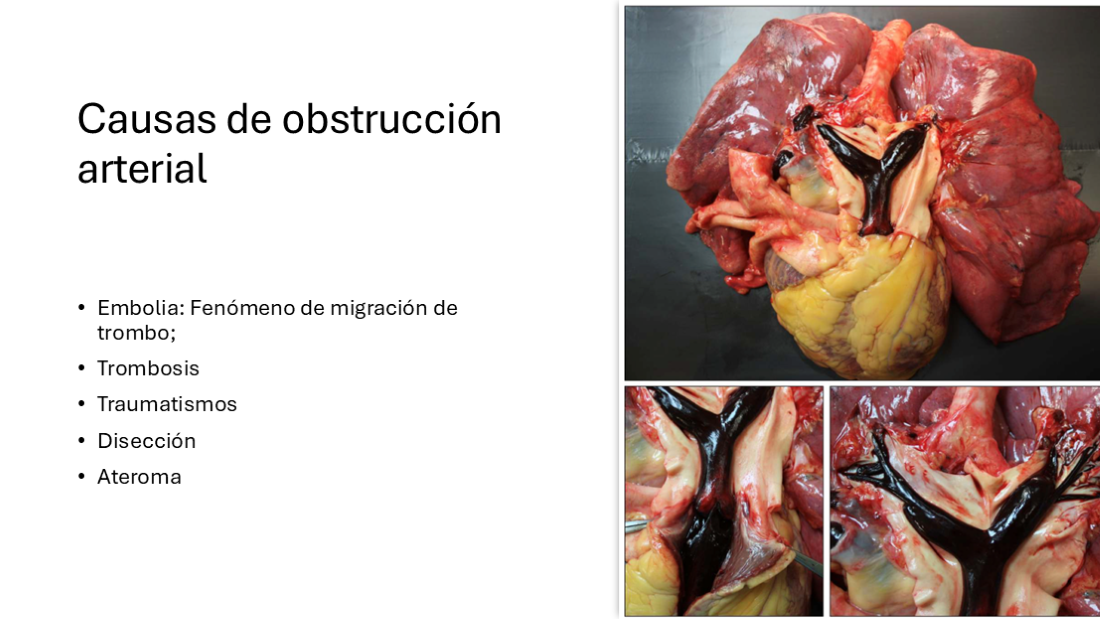 Causas de obstrucción
arterial
• Embolia: Fenómeno de migración de
trombo;
• Trombosis
• Traumatismos
• Disección
• Ateroma